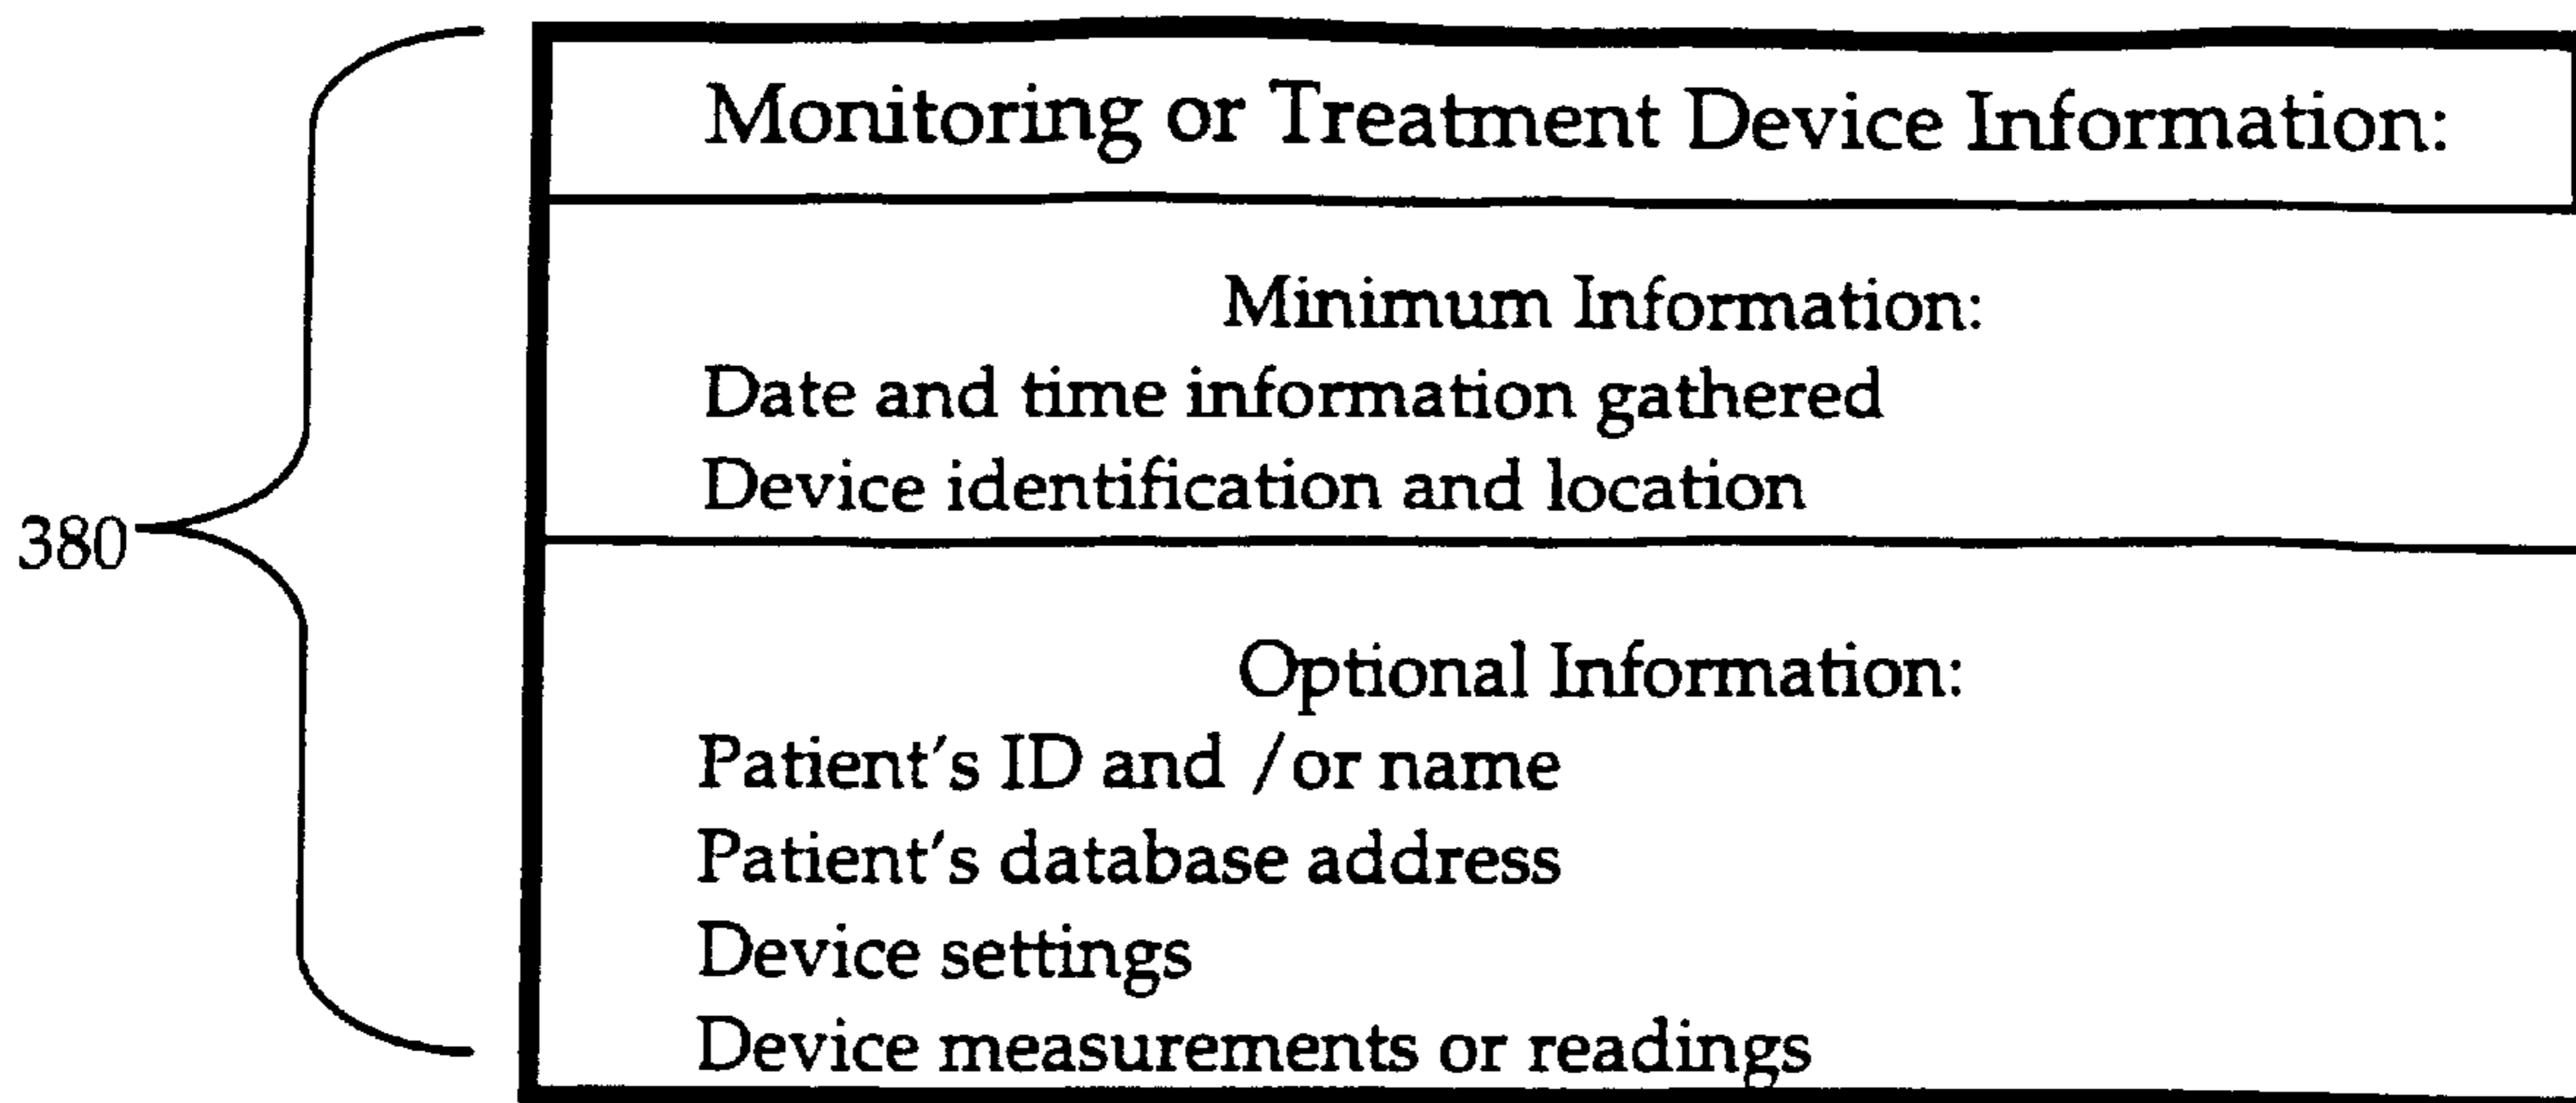 Monitoring or Treatment Device Information:
Minimum Information:
Date and time information gathered
Device identification and location
380
Optional Information:
Patient's ID and /or name
Patient's database address
Device settings
Device measurements or readings